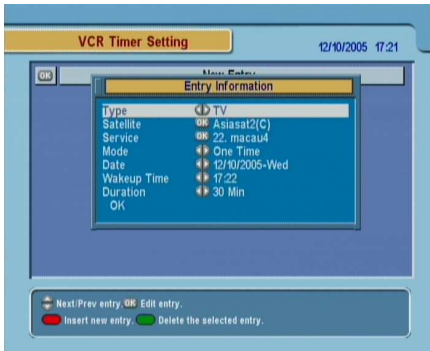 VCR Timer Setting
12/10/2005 17:21
OK New Entry
Entry Information
Type TV
Satellite OK Asiasat2(C)
Service OK 22. macau4
Mode One Time
Date 12/10/2005-Wed
Wakeup Time 17:22
Duration 30 Min
OK
Next/Prev entry, OK Edit entry.
Insert new entry. Delete the selected entry.